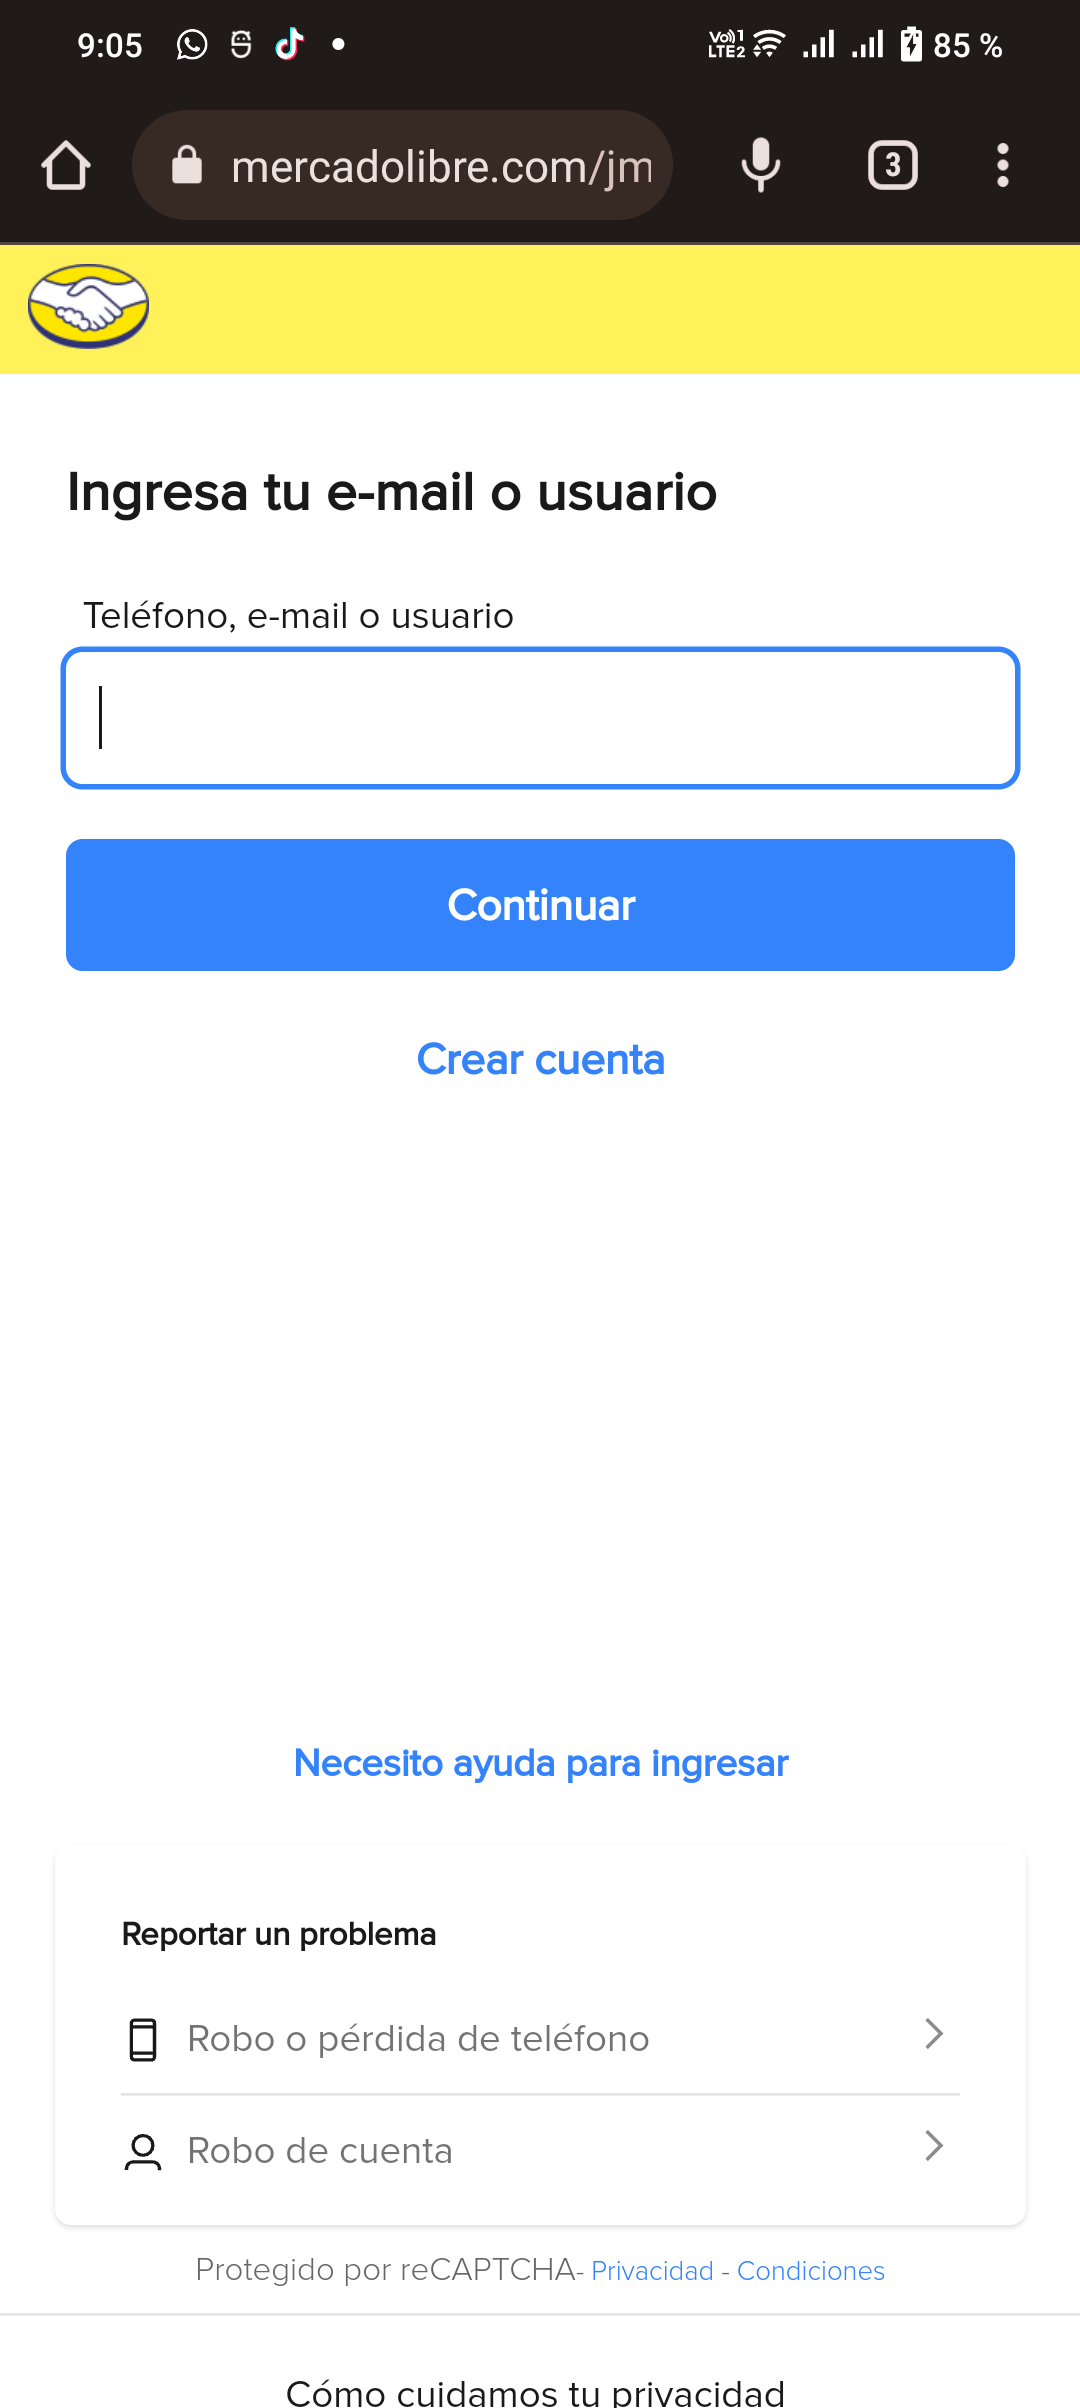 9:05
Vo)) 1
LTE2
85 %
mercadolibre.com/jm
3
Ingresa tu e-mail o usuario
Teléfono, e-mail o usuario
Continuar
Crear cuenta
Necesito ayuda para ingresar
Reportar un problema
Robo o pérdida de teléfono
Robo de cuenta
Protegido por reCAPTCHA- Privacidad - Condiciones
Cómo cuidamos tu privacidad